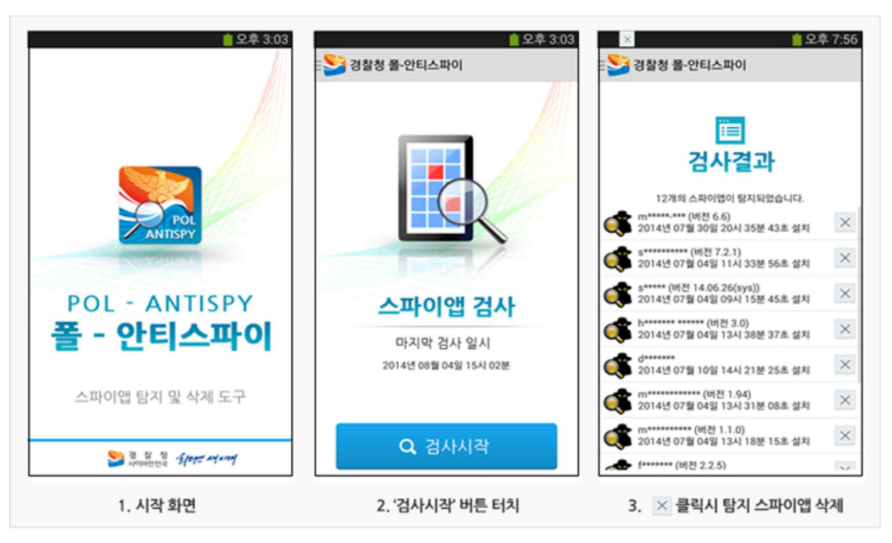 오후 3:03
POL
ANTISPY
POL - ANTISPY
폴 - 안티스파이
스파이앱 탐지 및 삭제 도구
경찰청
사이버안전국
1. 시작 화면
오후 3:03
경찰청 폴-안티스파이
스파이앱 검사
마지막 검사 일시
2014년 08월 04일 15시 02분
검사시작
2. '검사시작' 버튼 터치
오후 7:56
경찰청 폴-안티스파이
검사결과
12개의 스파이앱이 탐지되었습니다.
m*****-*** (버전 6.6)
2014년 07월 30일 20시 35분 43초 설치
s********** (버전 7.2.1)
2014년 07월 04일 11시 33분 56초 설치
s***** (버전 14.06.26(sys))
2014년 07월 04일 09시 15분 45초 설치
h******* ****** (버전 3.0)
2014년 07월 04일 13시 38분 37초 설치
d*******
2014년 07월 10일 14시 21분 25초 설치
m************ (버전 1.94)
2014년 07월 04일 13시 31분 08초 설치
m********** (버전 1.1.0)
2014년 07월 04일 13시 18분 15초 설치
f******* (버전 2.2.5)
3. × 클릭시 탐지 스파이앱 삭제